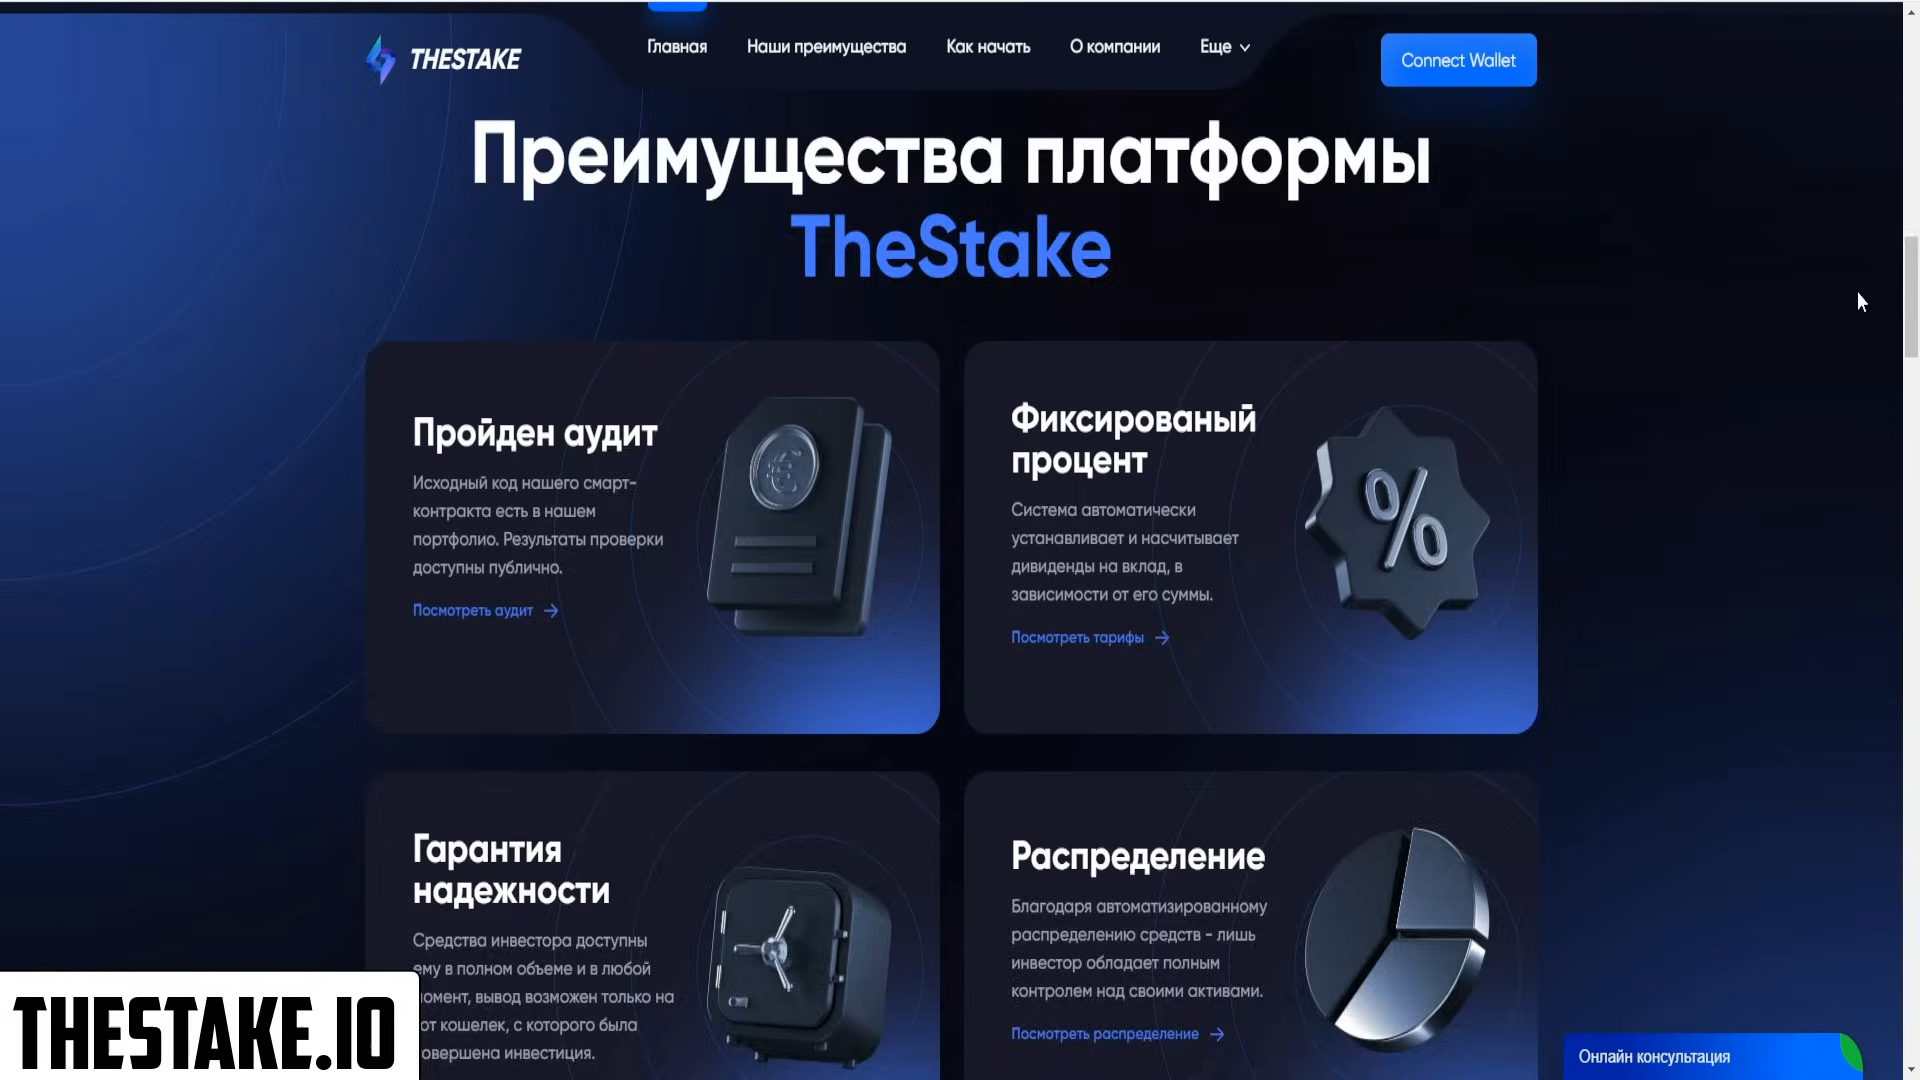 THESTAKE
Главная
Наши преимущества
Как начать
О компании
Еще
Connect Wallet
Преимущества платформы
TheStake
Пройден аудит
Исходный код нашего смарт-
контракта есть в нашем
портфолио. Результаты проверки
доступны публично.
Посмотреть аудит
Фиксированый
процент
Система автоматически
устанавливает и насчитывает
дивиденды на вклад, в
зависимости от его суммы.
Посмотреть тарифы
Гарантия
надежности
Средства инвестора доступны
ему в полном объеме и в любой
вывод возможен только на
кошелек, с которого была
инвестиция.
Распределение
Благодаря автоматизированному
распределению средств - лишь
инвестор обладает полным
контролем над своими активами.
Посмотреть распределение
THESTAKE.IO
Онлайн консультация